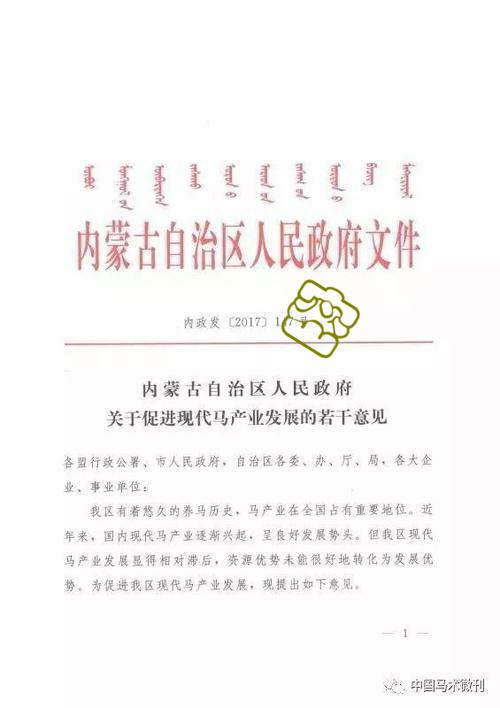 内蒙古自治区人民政府文件
内政发〔2017〕
内蒙古自治区人民政府
关于促进现代马产业发展的若干意见
各盟行政公署、市人民政府，自治区各委、办、厅、局，各大企
业、事业单位：
我区有着悠久的养马历史，马产业在全国占有重要地位。近
年来，国内现代马产业逐渐兴起，呈良好发展势头。但我区现代
马产业发展显得相对滞后，资源优势未能很好地转化为发展优
势。为促进我区现代马产业发展，现提出如下意见。
— 1 —
中国马术微刊